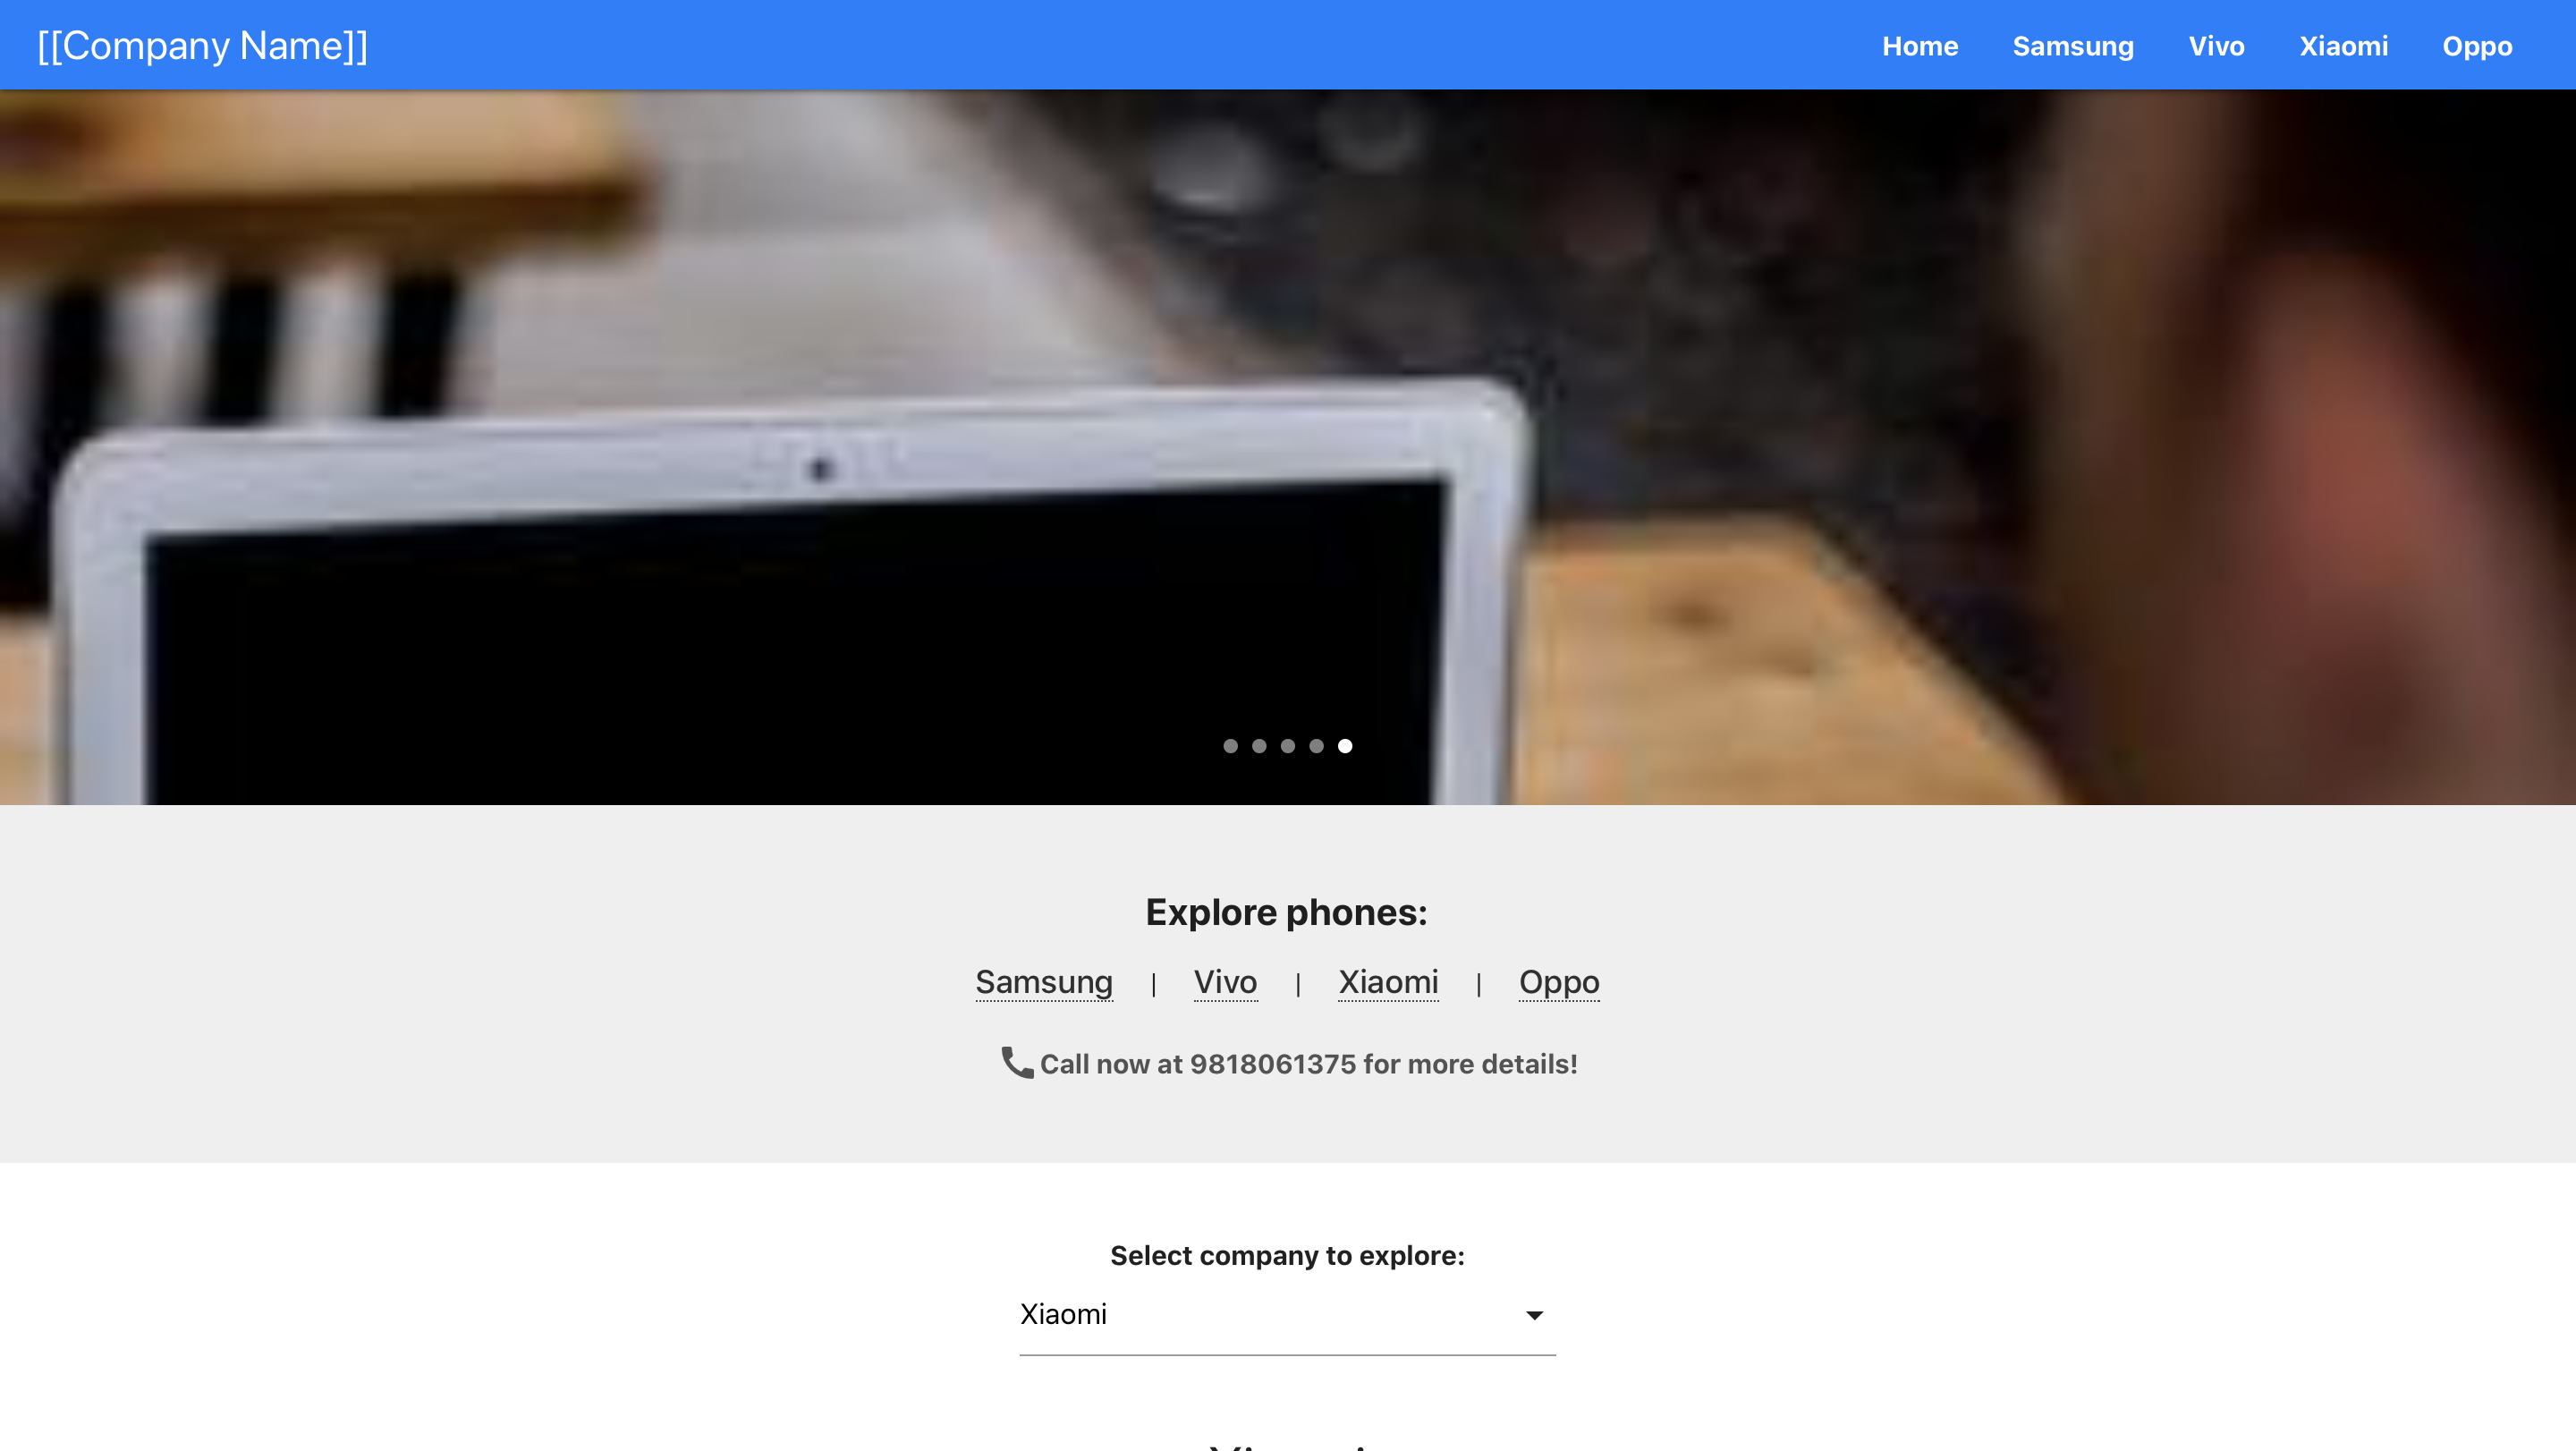 [[Company Name]] Home Samsung Vivo Xiaomi Oppo
Explore phones:
Samsung | Vivo | Xiaomi | Oppo
Call now at 9818061375 for more details!
Select company to explore:
Xiaomi